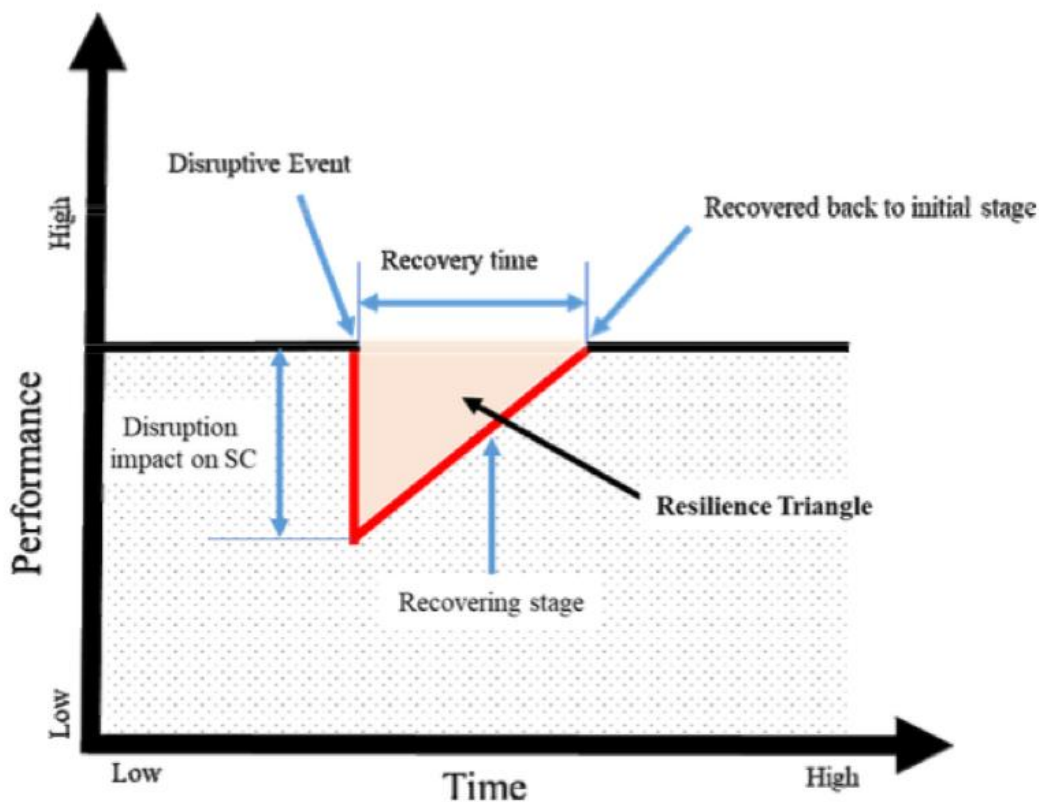 Disruptive Event
High
Recovered back to initial stage
Recovery time
Performance
Disruption
impact on SC
Resilience Triangle
Recovering stage
Low
Low
Time
High